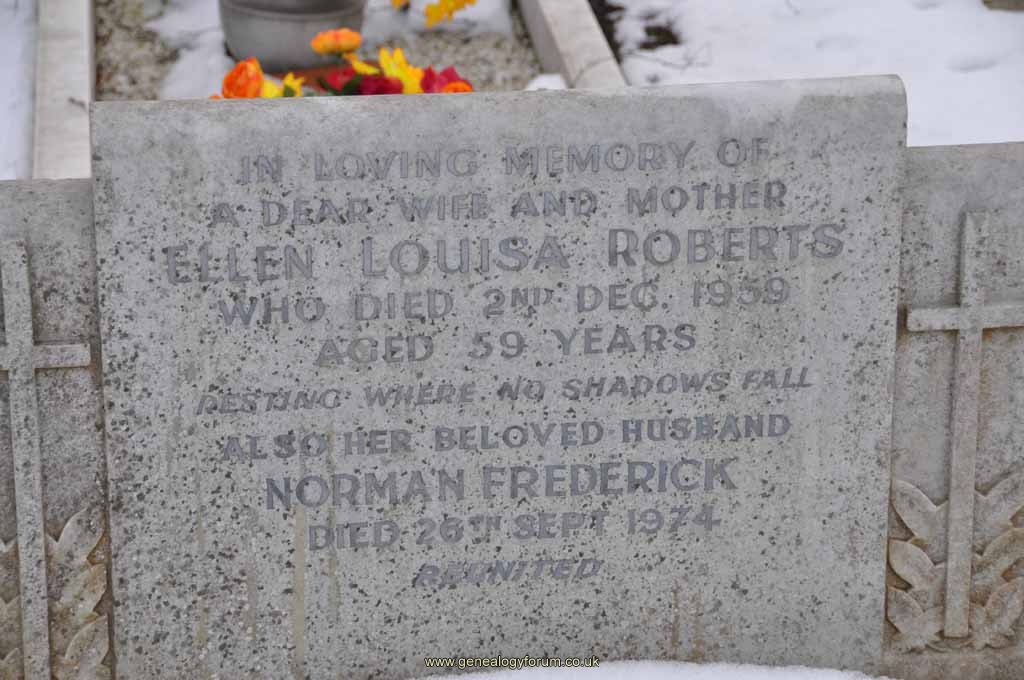 IN LOVING MEMORY OF
A DEAR WIFE AND MOTHER
ELLEN LOUISA ROBERTS
WHO DIED 2ND DEC. 1959
AGED 59 YEARS
RESTING WHERE NO SHADOWS FALL
ALSO HER BELOVED HUSBAND
NORMAN FREDERICK
DIED 26TH SEPT 1974
REUNITED
www.genealogyforum.co.uk